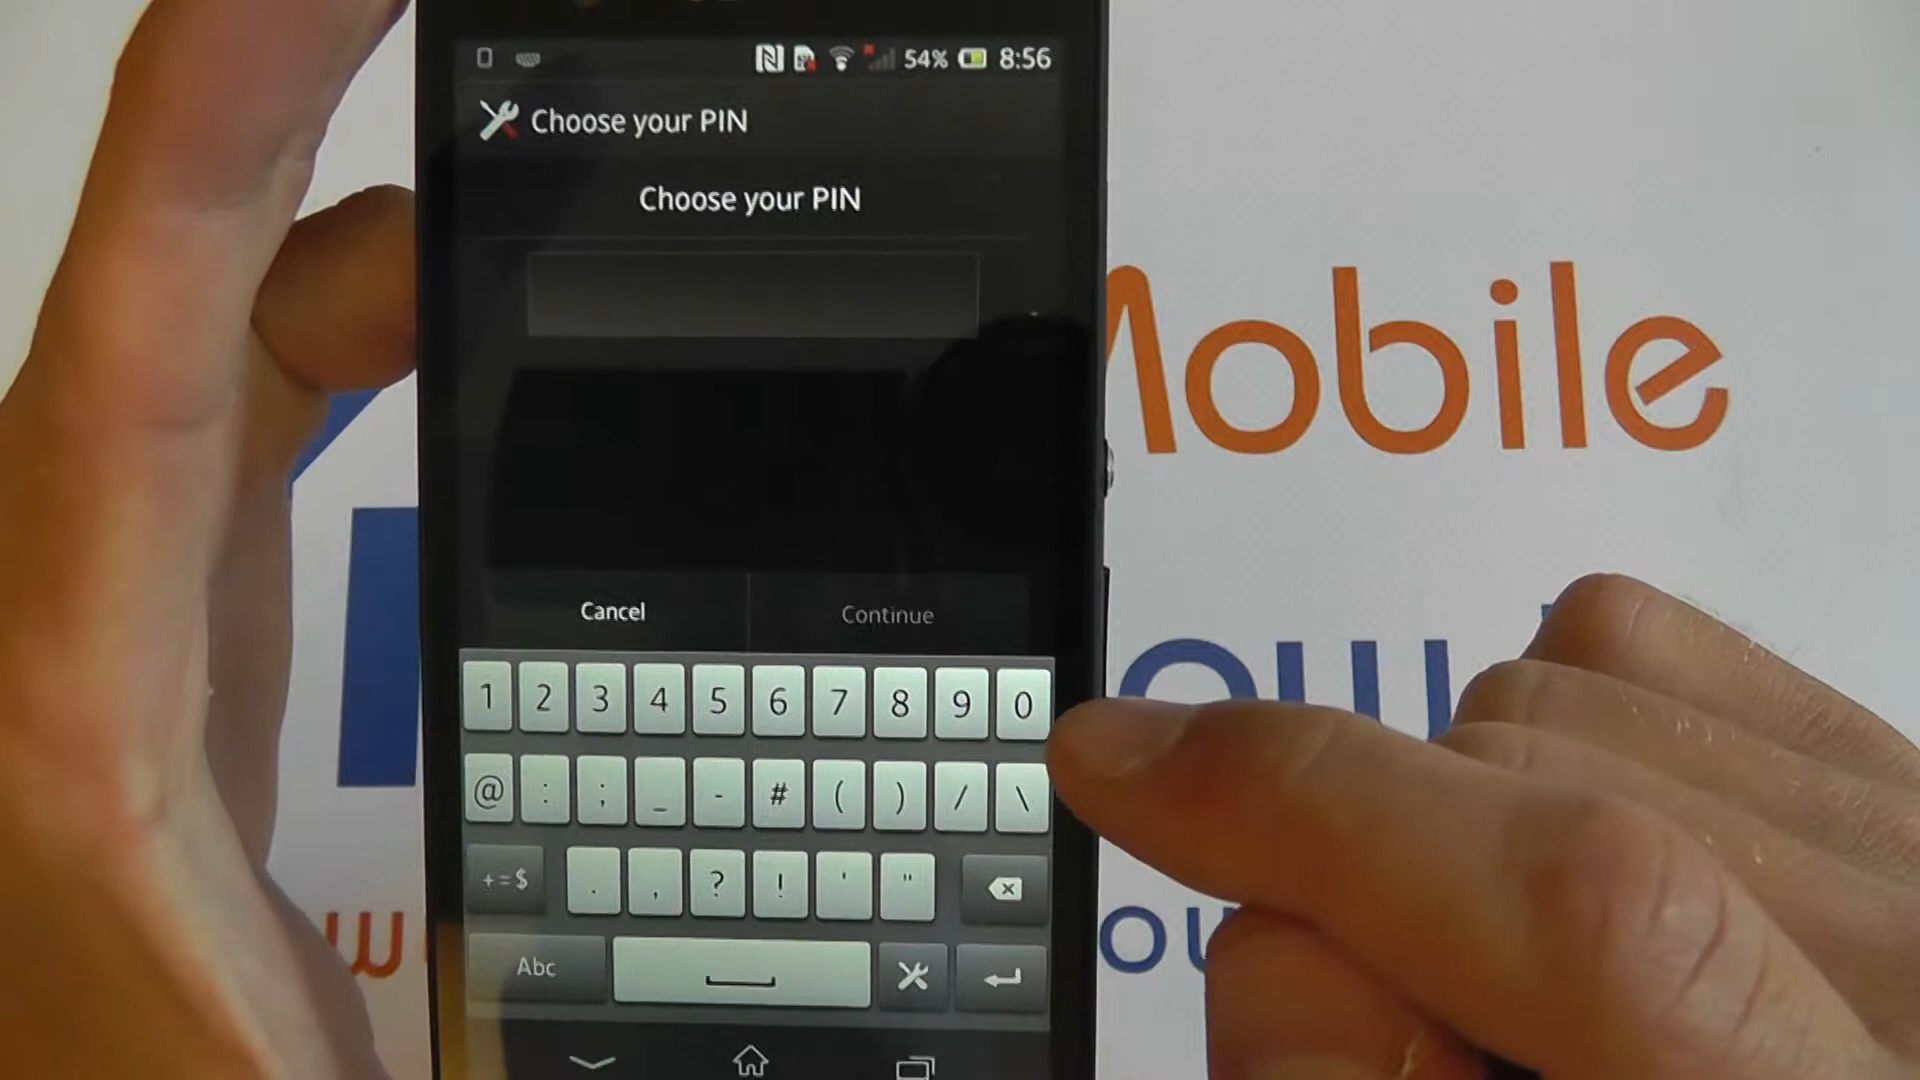 54% 8:56
Choose your PIN
Choose your PIN
Mobile
Cancel Continue
1 2 3 4 5 6 7 8 9 0
@ : ; _ - # ( ) / \
+=$ . , ? ! ' "
Abc